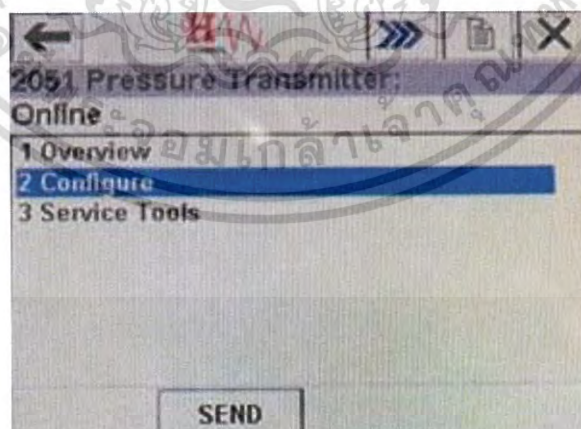 2051 Pressure Transmitter:
Online
1 Overview
2 Configure
3 Service Tools
SEND